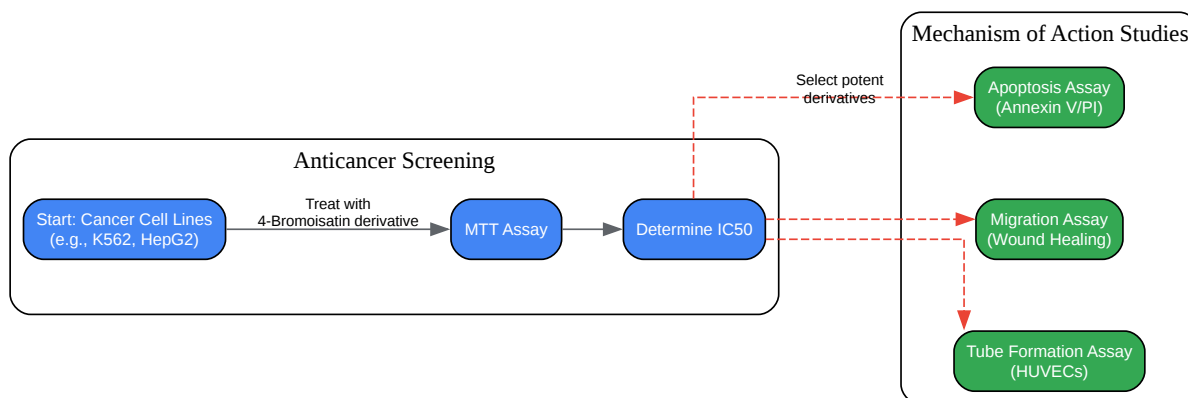 Mechanism of Action Studies
Select potent
derivatives
Apoptosis Assay
(Annexin V/PI)
Anticancer Screening
Start: Cancer Cell Lines
(e.g., K562, HepG2)
Treat with
4-Bromoisatin derivative
MTT Assay
Determine IC50
Migration Assay
(Wound Healing)
Tube Formation Assay
(HUVECs)